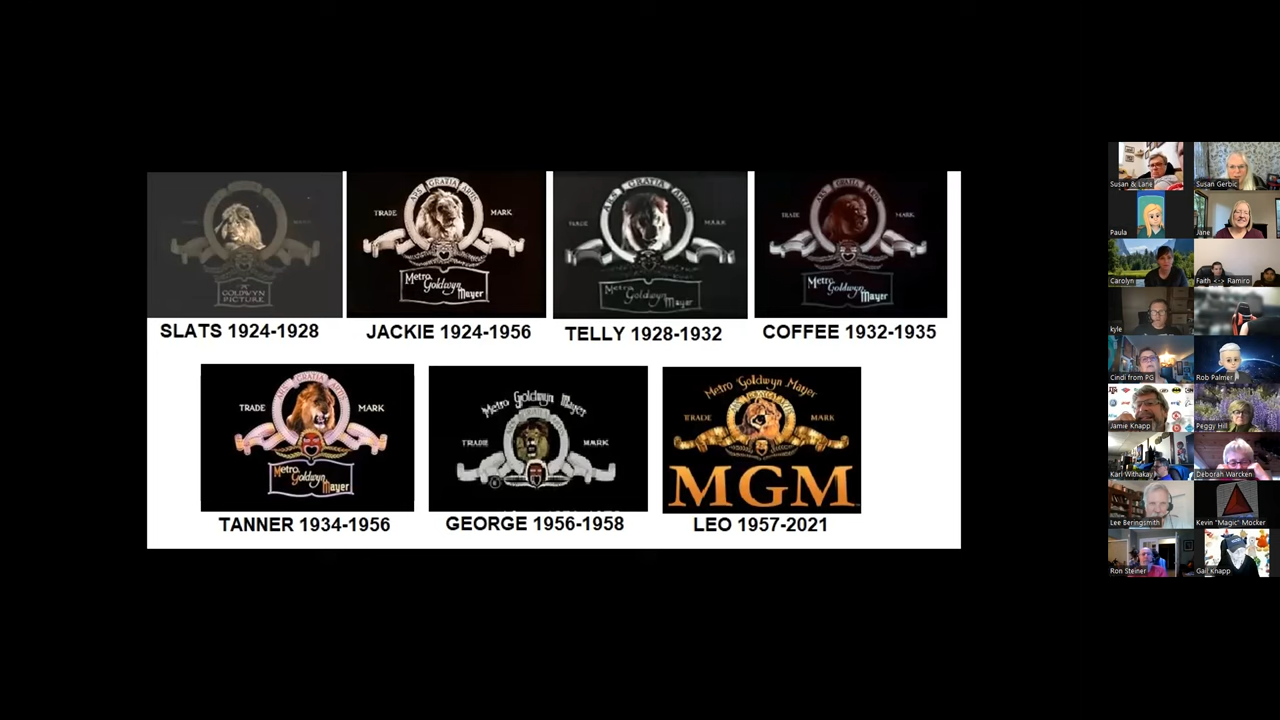 ARS GRATIA ARTIS
A
GOLDWYN
PICTURE
SLATS 1924-1928
ARS GRATIA ARTIS
TRADE MARK
Metro
Goldwyn
Mayer
JACKIE 1924-1956
ARS GRATIA ARTIS
TRADE MARK
Metro
Goldwyn
Mayer
TELLY 1928-1932
ARS GRATIA ARTIS
TRADE MARK
Metro
Goldwyn
Mayer
COFFEE 1932-1935
ARS GRATIA ARTIS
TRADE MARK
Metro
Goldwyn
Mayer
TANNER 1934-1956
Metro Goldwyn Mayer
TRADE MARK
GEORGE 1956-1958
Metro Goldwyn Mayer
TRADE MARK
MGM
LEO 1957-2021
Susan & Lane
Susan Gerbic
Paula
Jane
Carolyn
Faith <-> Ramiro
kyle
Cindi from PG
Rob Palmer
Jamie Knapp
Peggy Hill
Karl Withakay
Deborah Warcken
Lee Beringsmith
Kevin "Magic" Mocker
Ron Steiner
Gail Knapp